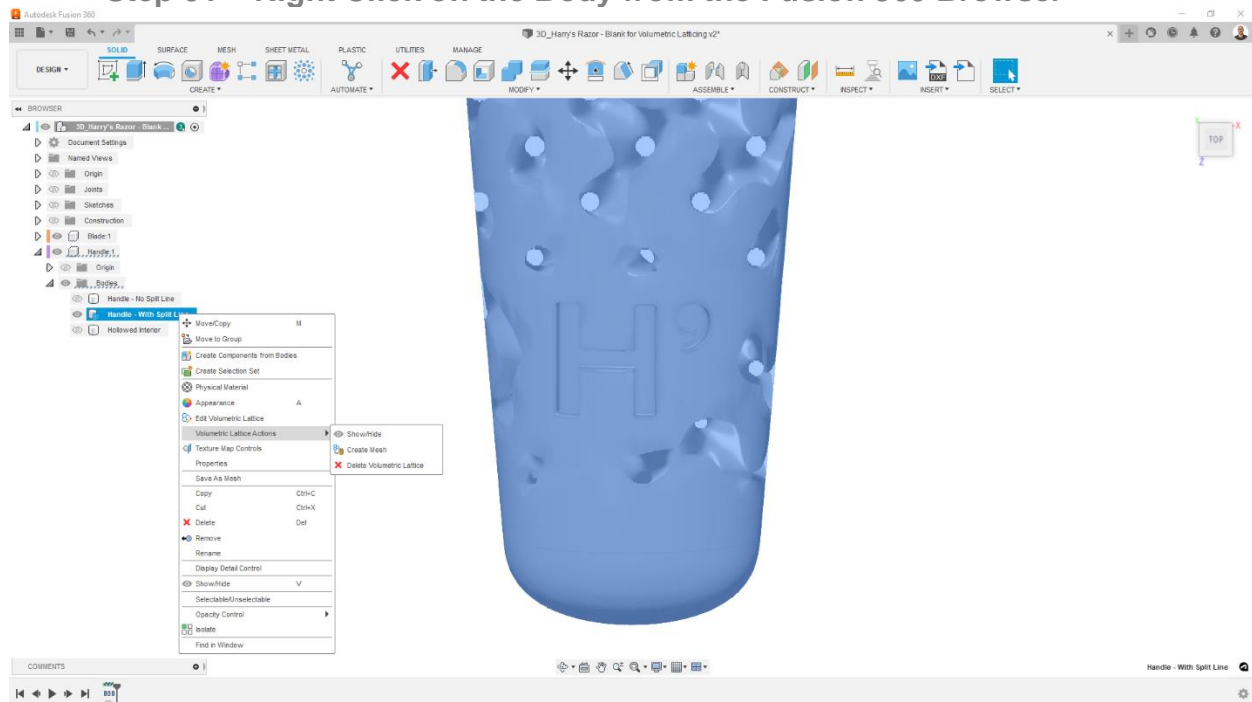 Step 01 – Right Click on the Body from the Fusion 360 Browser
Autodesk Fusion 360
3D_Harry's Razor - Blank for Volumetric Latticing v2*
SOLID SURFACE MESH SHEET METAL PLASTIC UTILITIES MANAGE
DESIGN
CREATE AUTOMATE MODIFY ASSEMBLE CONSTRUCT INSPECT INSERT SELECT
DXF
BROWSER
3D_Harry's Razor - Blank ...
Document Settings
Named Views
Origin
Joints
Sketches
Construction
Blade:1
Handle:1
Origin
Bodies
Handle - No Split Line
Handle - With Split Line
Hollowed Interior
Move/Copy M
Move to Group
Create Components from Bodies
Create Selection Set
Physical Material
Appearance A
Edit Volumetric Lattice
Volumetric Lattice Actions
Texture Map Controls
Properties
Save As Mesh
Copy Ctrl+C
Cut Ctrl+X
Delete Del
Remove
Rename
Display Detail Control
Show/Hide V
Selectable/Unselectable
Opacity Control
Isolate
Find in Window
Show/Hide
Create Mesh
Delete Volumetric Lattice
H’
TOP
X
Z
COMMENTS
Handle - With Split Line